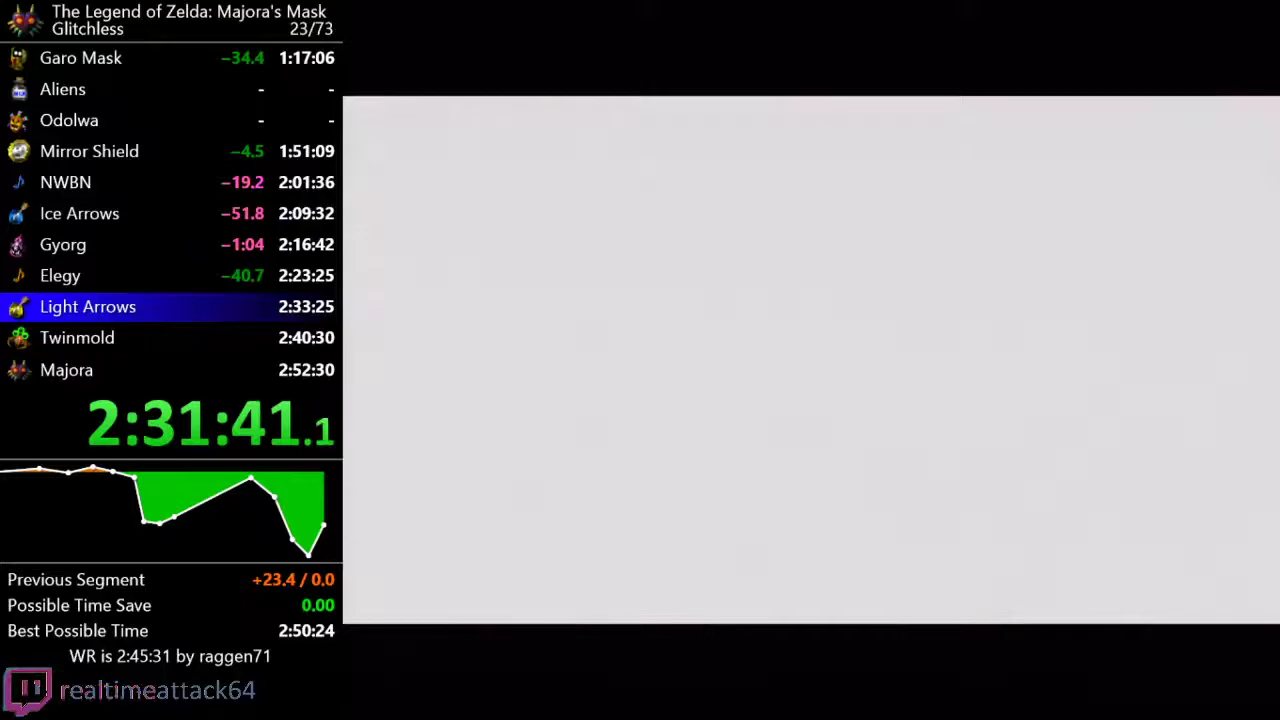 The Legend of Zelda: Majora's Mask
Glitchless 23/73
Garo Mask −34.4 1:17:06
Aliens - -
Odolwa - -
Mirror Shield −4.5 1:51:09
NWBN −19.2 2:01:36
Ice Arrows −51.8 2:09:32
Gyorg −1:04 2:16:42
Elegy −40.7 2:23:25
Light Arrows 2:33:25
Twinmold 2:40:30
Majora 2:52:30
2:31:41.1
Previous Segment +23.4 / 0.0
Possible Time Save 0.00
Best Possible Time 2:50:24
WR is 2:45:31 by raggen71
realtimeattack64